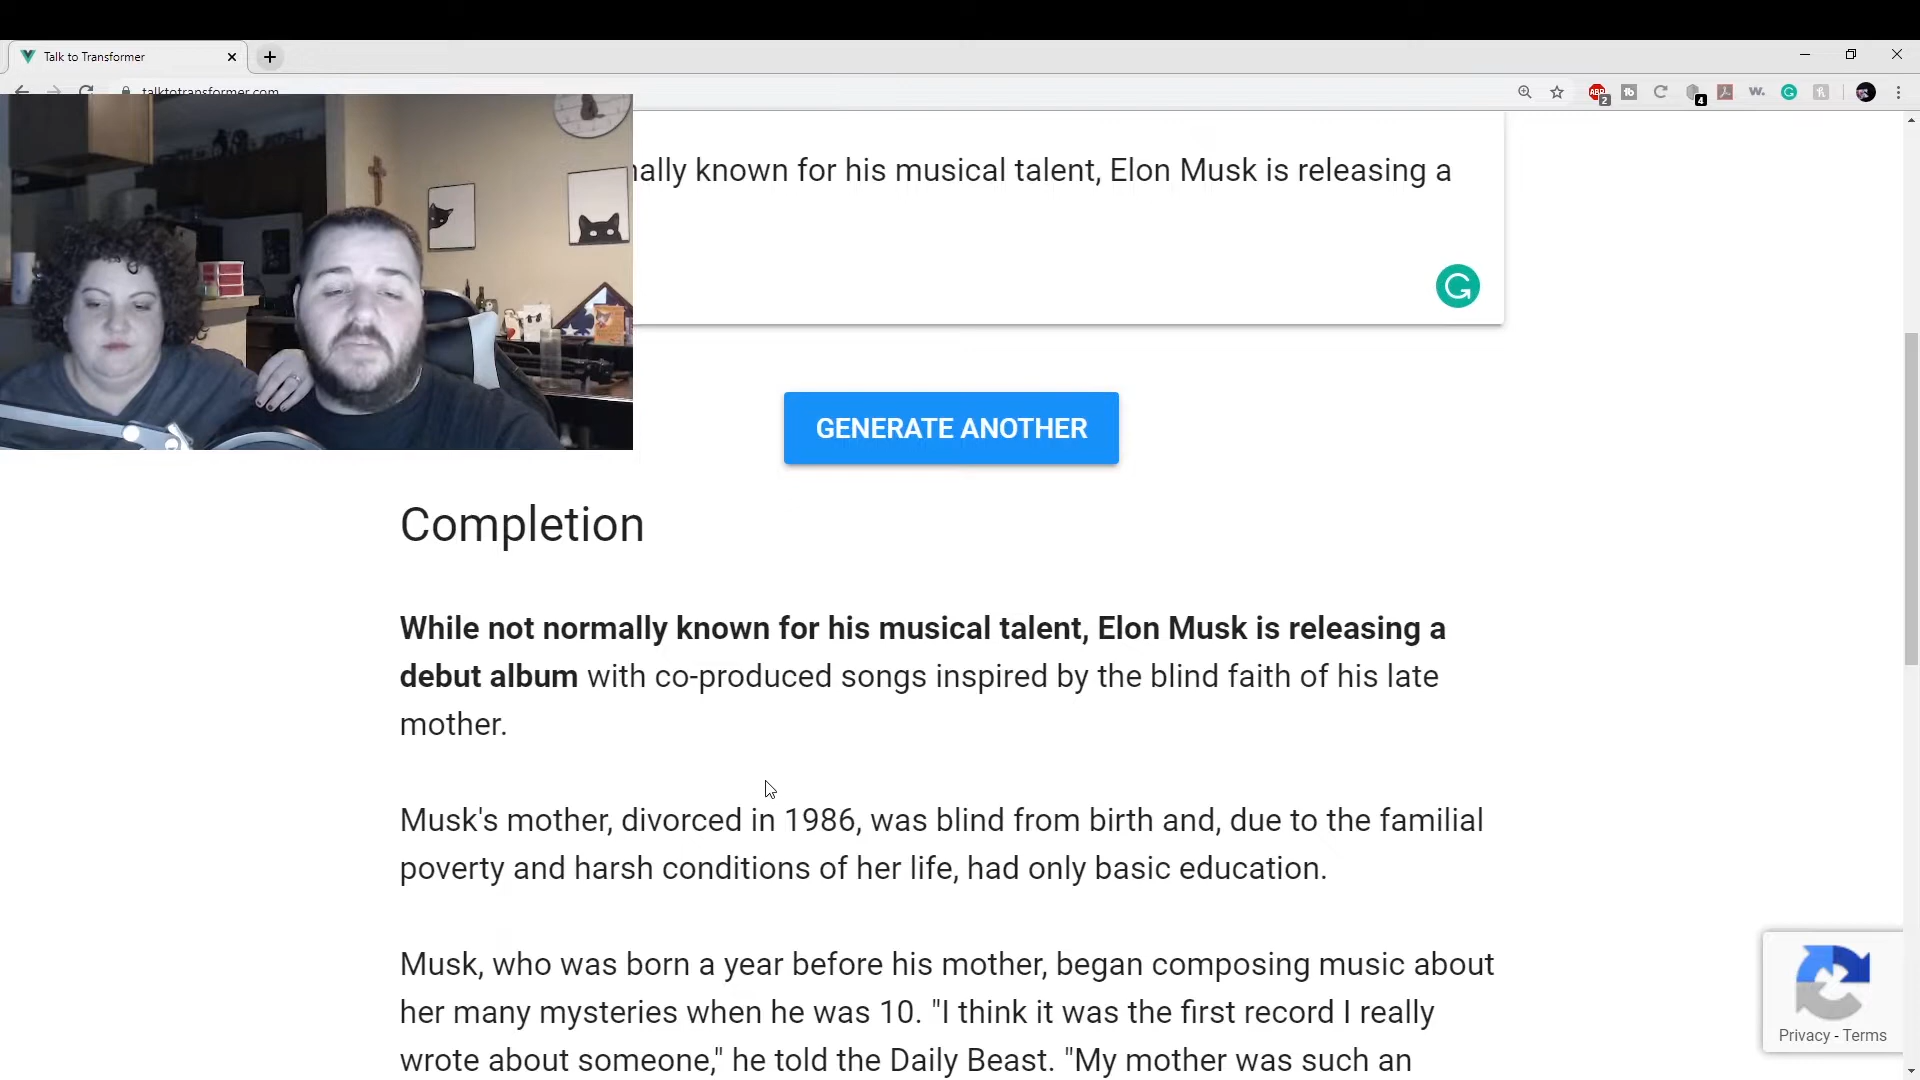 Talk to Transformer
talktotransformer.com
2
4
nally known for his musical talent, Elon Musk is releasing a
GENERATE ANOTHER
Completion
While not normally known for his musical talent, Elon Musk is releasing a
debut album with co-produced songs inspired by the blind faith of his late
mother.
Musk's mother, divorced in 1986, was blind from birth and, due to the familial
poverty and harsh conditions of her life, had only basic education.
Musk, who was born a year before his mother, began composing music about
her many mysteries when he was 10. "I think it was the first record I really
wrote about someone," he told the Daily Beast. "My mother was such an
Privacy - Terms